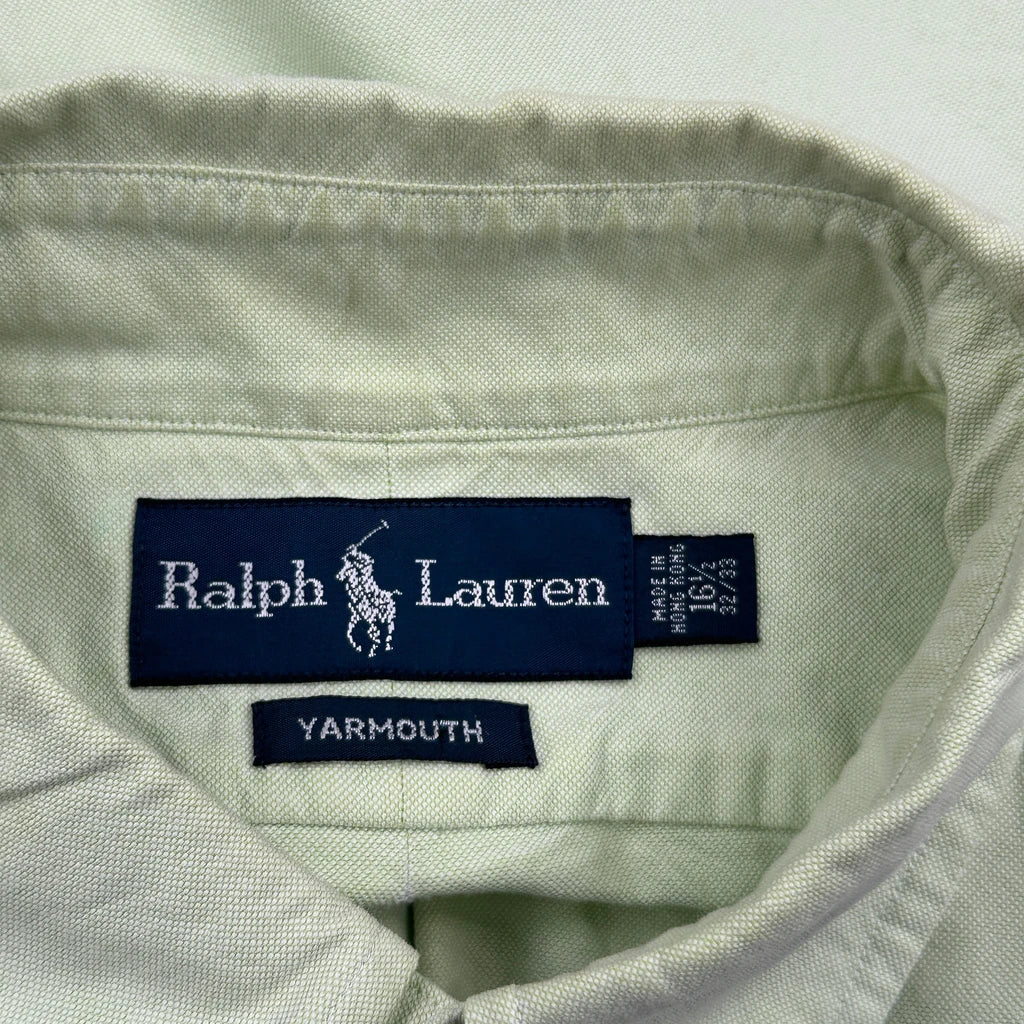 Ralph Lauren
MADE IN
HONG KONG
16½
32/33
YARMOUTH